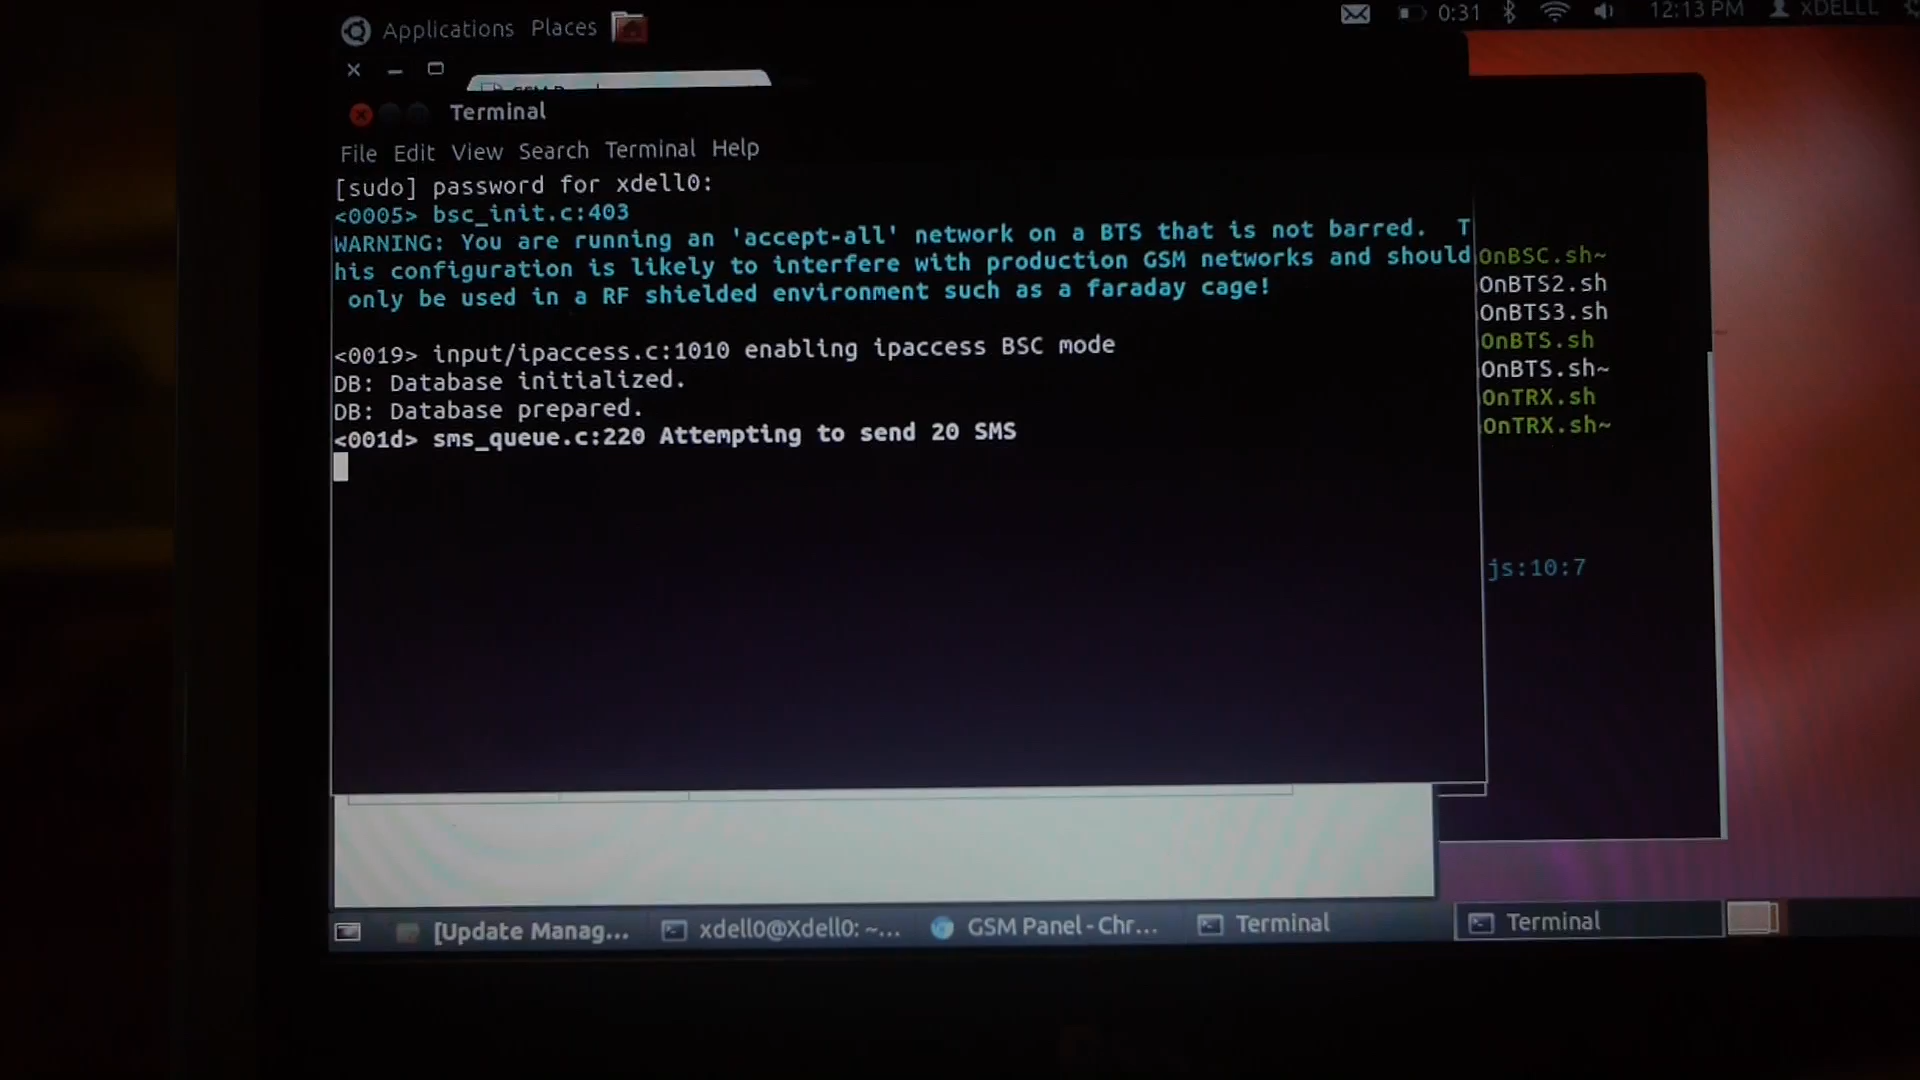 Applications Places
0:31
12:13 PM
XDELLL
Terminal
File Edit View Search Terminal Help
[sudo] password for xdell0:
<0005> bsc_init.c:403
WARNING: You are running an 'accept-all' network on a BTS that is not barred. T
his configuration is likely to interfere with production GSM networks and should
only be used in a RF shielded environment such as a faraday cage!
<0019> input/ipaccess.c:1010 enabling ipaccess BSC mode
DB: Database initialized.
DB: Database prepared.
<001d> sms_queue.c:220 Attempting to send 20 SMS
OnBSC.sh~
OnBTS2.sh
OnBTS3.sh
OnBTS.sh
OnBTS.sh~
OnTRX.sh
OnTRX.sh~
js:10:7
[Update Manag...
xdell0@Xdell0: ~...
GSM Panel - Chr...
Terminal
Terminal